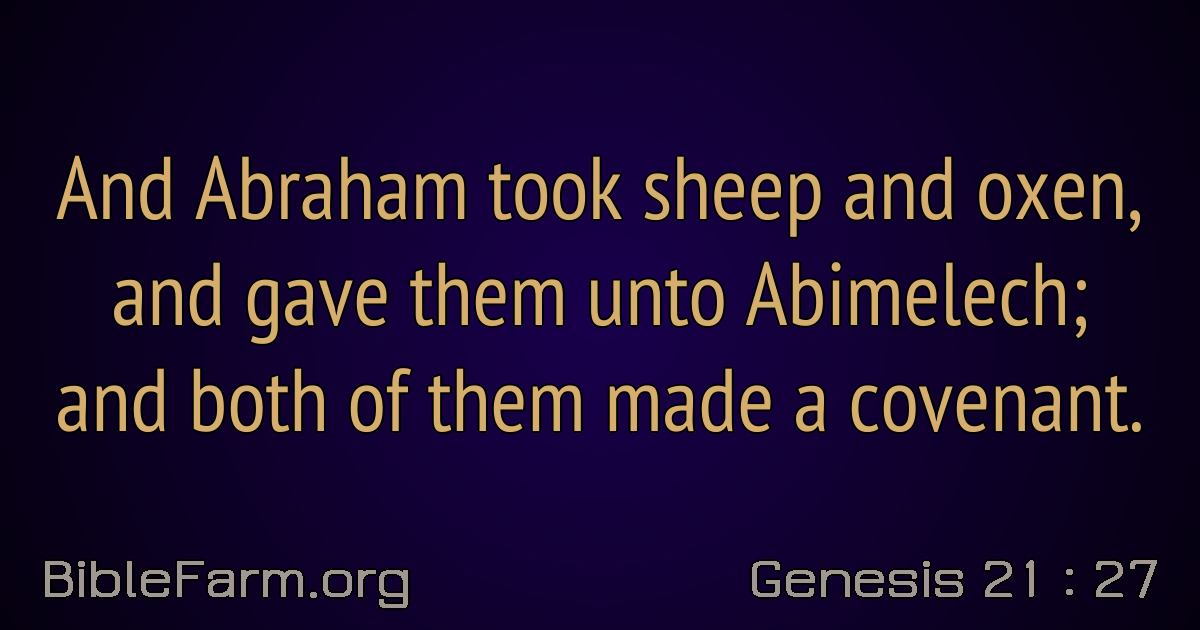 And Abraham took sheep and oxen,
and gave them unto Abimelech;
and both of them made a covenant.
BibleFarm.org
Genesis 21 : 27